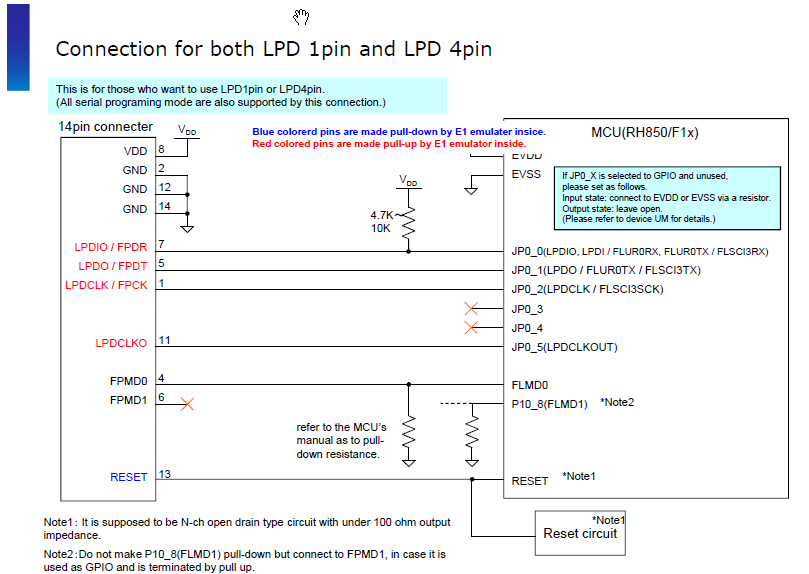 Connection for both LPD 1pin and LPD 4pin
This is for those who want to use LPD1pin or LPD4pin.
(All serial programing mode are also supported by this connection.)
14pin connecter
VDD
Blue colorerd pins are made pull-down by E1 emulater insice.
Red colored pins are made pull-up by E1 emulator inside.
MCU(RH850/F1x)
VDD 8
GND 2
GND 12
GND 14
EVDD
EVSS
If JP0_X is selected to GPIO and unused,
please set as follows.
Input state: connect to EVDD or EVSS via a resistor.
Output state: leave open.
(Please refer to device UM for details.)
VDD
4.7K~
10K
LPDIO / FPDR 7
JP0_0(LPDIO, LPDI / FLUR0RX, FLUR0TX / FLSCI3RX)
LPDO / FPDT 5
JP0_1(LPDO / FLUR0TX / FLSCI3TX)
LPDCLK / FPCK 1
JP0_2(LPDCLK / FLSCI3SCK)
JP0_3
JP0_4
LPDCLKO 11
JP0_5(LPDCLKOUT)
FPMD0 4
FLMD0
FPMD1 6
P10_8(FLMD1) *Note2
refer to the MCU's
manual as to pull-
down resistance.
RESET 13
RESET *Note1
*Note1
Reset circuit
Note1: It is supposed to be N-ch open drain type circuit with under 100 ohm output
impedance.
Note2:Do not make P10_8(FLMD1) pull-down but connect to FPMD1, in case it is
used as GPIO and is terminated by pull up.